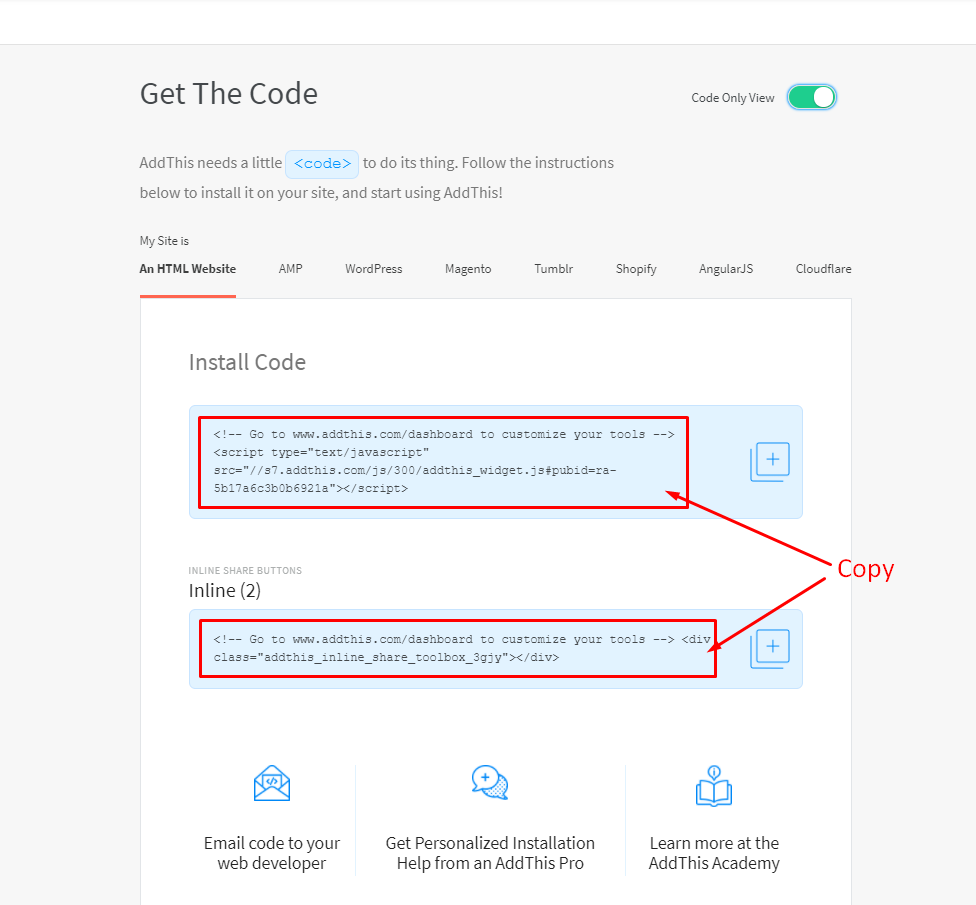 Get The Code
Code Only View
AddThis needs a little <code> to do its thing. Follow the instructions
below to install it on your site, and start using AddThis!
My Site is
An HTML Website AMP WordPress Magento Tumblr Shopify AngularJS Cloudflare
Install Code
<!-- Go to www.addthis.com/dashboard to customize your tools -->
<script type="text/javascript"
src="//s7.addthis.com/js/300/addthis_widget.js#pubid=ra-
5b17a6c3b0b6921a"></script>
Copy
INLINE SHARE BUTTONS
Inline (2)
<!-- Go to www.addthis.com/dashboard to customize your tools --> <div
class="addthis_inline_share_toolbox_3gjy"></div>
Email code to your
web developer
Get Personalized Installation
Help from an AddThis Pro
Learn more at the
AddThis Academy